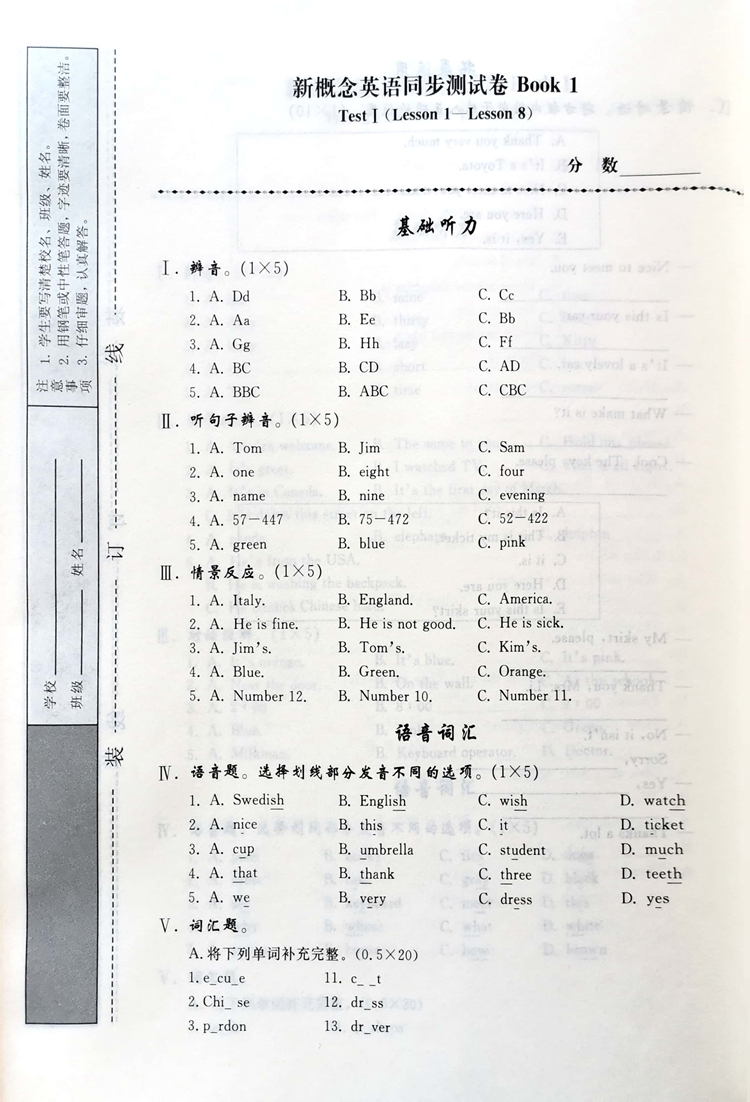 新概念英语同步测试卷 Book 1
Test Ⅰ (Lesson 1—Lesson 8)
分 数
基础听力
Ⅰ. 辨音。(1×5)
1. A. Dd B. Bb C. Cc
2. A. Aa B. Ee C. Bb
3. A. Gg B. Hh C. Ff
4. A. BC B. CD C. AD
5. A. BBC B. ABC C. CBC
Ⅱ. 听句子辨音。(1×5)
1. A. Tom B. Jim C. Sam
2. A. one B. eight C. four
3. A. name B. nine C. evening
4. A. 57—447 B. 75—472 C. 52—422
5. A. green B. blue C. pink
Ⅲ. 情景反应。(1×5)
1. A. Italy. B. England. C. America.
2. A. He is fine. B. He is not good. C. He is sick.
3. A. Jim's. B. Tom's. C. Kim's.
4. A. Blue. B. Green. C. Orange.
5. A. Number 12. B. Number 10. C. Number 11.
语音词汇
Ⅳ. 语音题。选择划线部分发音不同的选项。(1×5)
1. A. Swedish B. English C. wish D. watch
2. A. nice B. this C. it D. ticket
3. A. cup B. umbrella C. student D. much
4. A. that B. thank C. three D. teeth
5. A. we B. very C. dress D. yes
Ⅴ. 词汇题。
A. 将下列单词补充完整。(0.5×20)
1. e_cu_e 11. c_ _t
2. Chi_ se 12. dr_ss
3. p_rdon 13. dr_ver
注意事项
1. 学生要写清楚校名、班级、姓名。
2. 用钢笔或中性笔答题，字迹要清晰，卷面要整洁。
3. 仔细审题，认真解答。
学校
班级 姓名
装 订 线